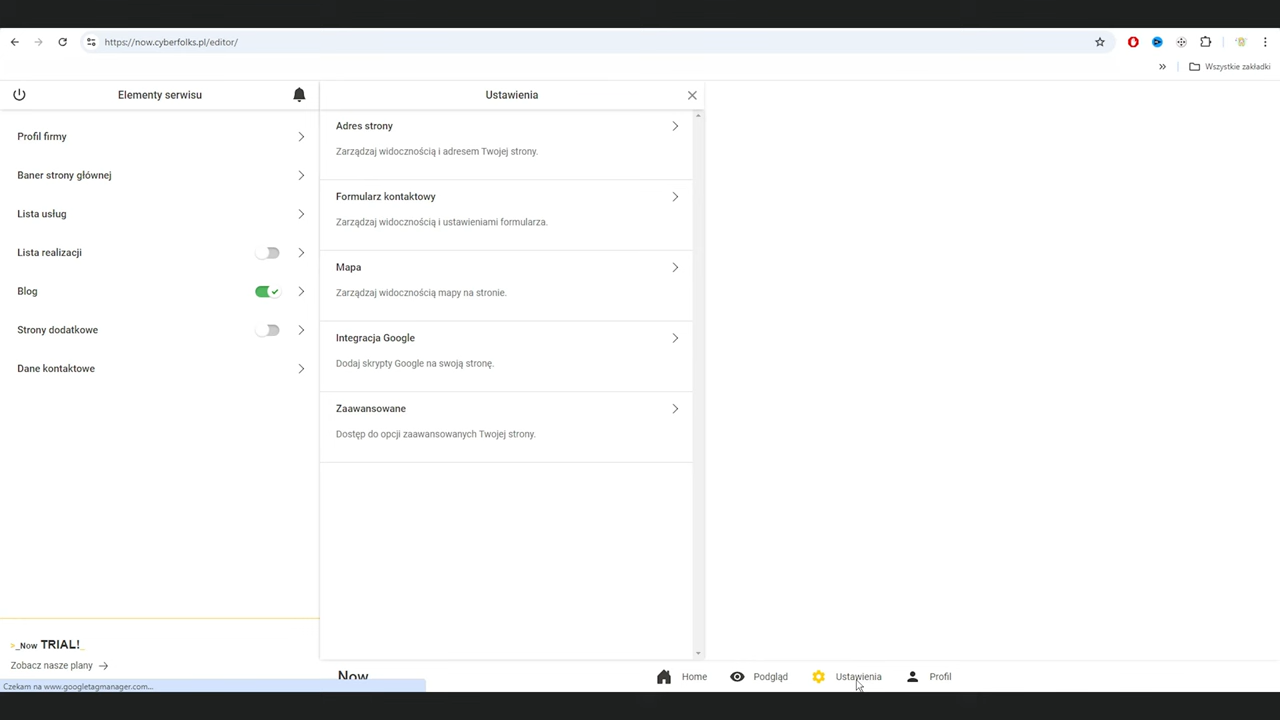 https://now.cyberfolks.pl/editor/
Wszystkie zakładki
Elementy serwisu
Profil firmy
Baner strony głównej
Lista usług
Lista realizacji
Blog
Strony dodatkowe
Dane kontaktowe
>_Now TRIAL!_
Zobacz nasze plany
Czekam na www.googletagmanager.com...
Ustawienia
Adres strony
Zarządzaj widocznością i adresem Twojej strony.
Formularz kontaktowy
Zarządzaj widocznością i ustawieniami formularza.
Mapa
Zarządzaj widocznością mapy na stronie.
Integracja Google
Dodaj skrypty Google na swoją stronę.
Zaawansowane
Dostęp do opcji zaawansowanych Twojej strony.
Now
Home
Podgląd
Ustawienia
Profil